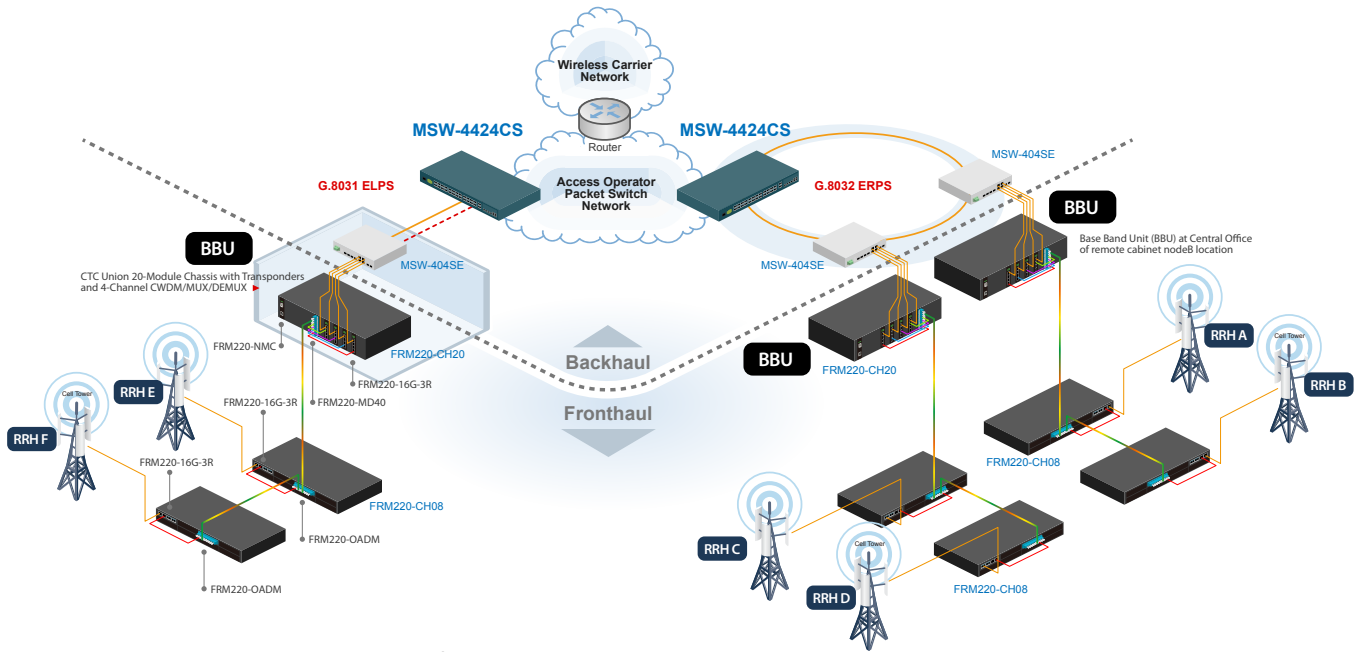 Wireless Carrier
Network
Router
MSW-4424CS
MSW-4424CS
Access Operator
Packet Switch
Network
G.8031 ELPS
G.8032 ERPS
MSW-404SE
BBU
Base Band Unit (BBU) at Central Office
of remote cabinet nodeB location
BBU
CTC Union 20-Module Chassis with Transponders
and 4-Channel CWDM/MUX/DEMUX
MSW-404SE
MSW-404SE
FRM220-NMC
FRM220-CH20
FRM220-16G-3R
FRM220-MD40
BBU
FRM220-CH20
Backhaul
Fronthaul
RRH A
Cell Tower
RRH B
RRH E
Cell Tower
RRH F
FRM220-16G-3R
FRM220-16G-3R
FRM220-CH08
FRM220-OADM
FRM220-OADM
FRM220-CH08
RRH C
Cell Tower
RRH D
FRM220-CH08